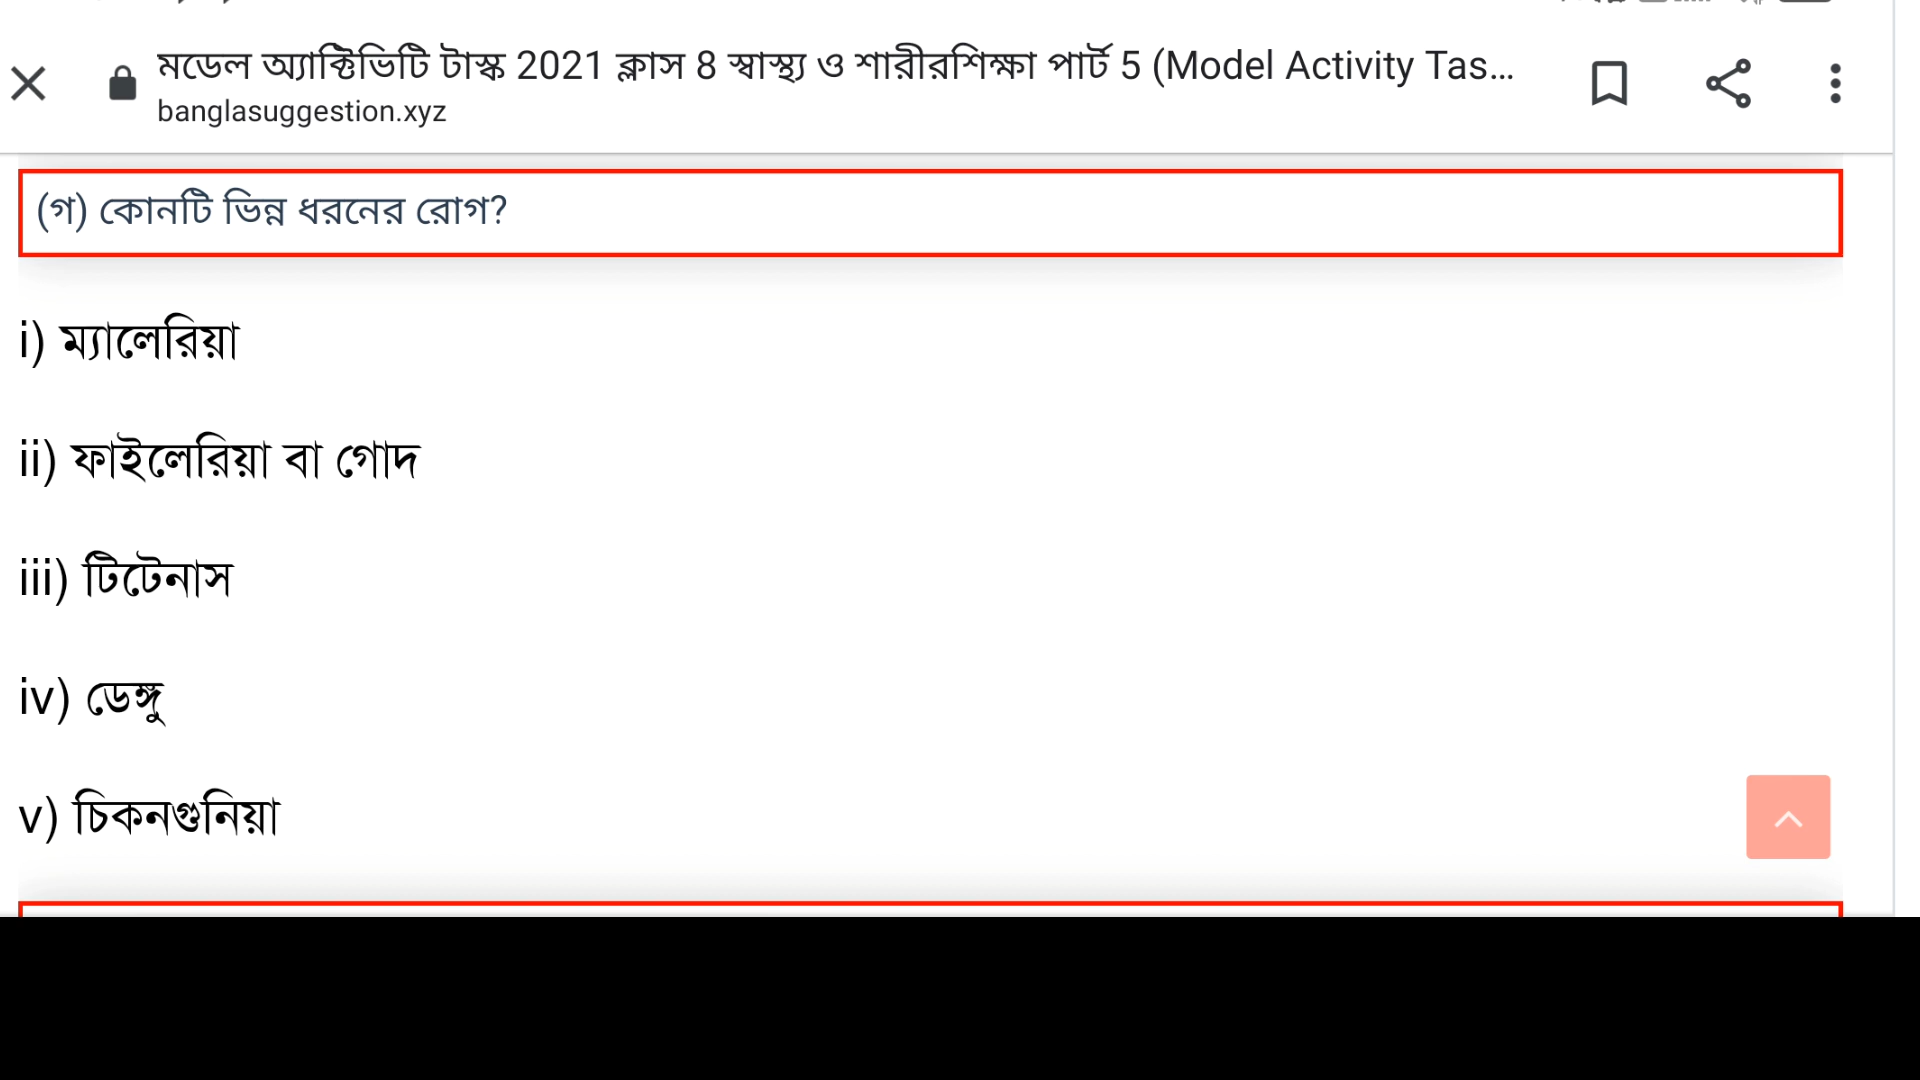 মডেল অ্যাক্টিভিটি টাস্ক 2021 ক্লাস 8 স্বাস্থ্য ও শারীরশিক্ষা পার্ট 5 (Model Activity Tas...
banglasuggestion.xyz
(গ) কোনটি ভিন্ন ধরনের রোগ?
i) ম্যালেরিয়া
ii) ফাইলেরিয়া বা গোদ
iii) টিটেনাস
iv) ডেঙ্গু
v) চিকনগুনিয়া